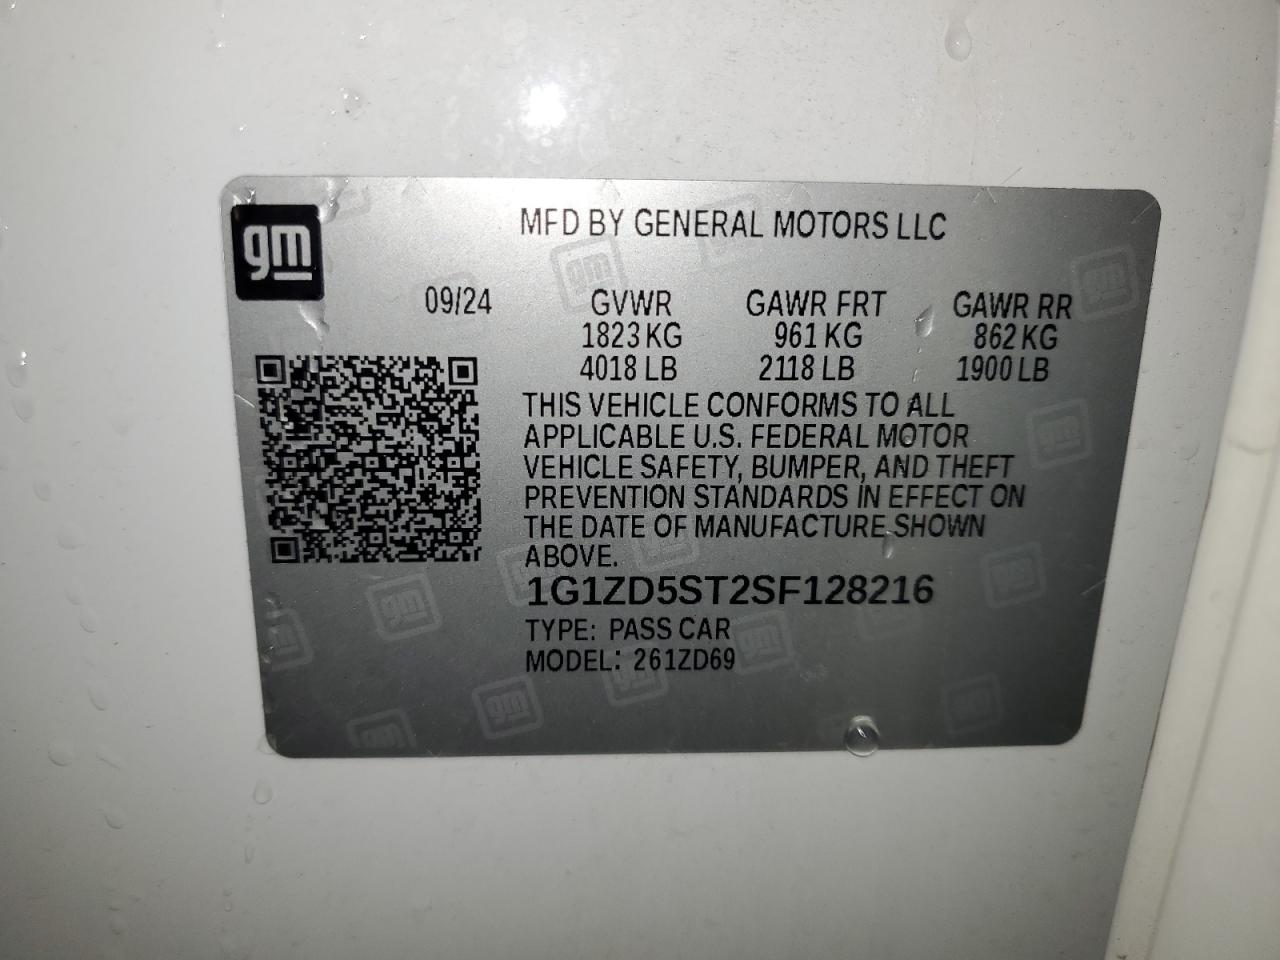 gm
MFD BY GENERAL MOTORS LLC
09/24 GVWR GAWR FRT GAWR RR
1823 KG 961 KG 862 KG
4018 LB 2118 LB 1900 LB
THIS VEHICLE CONFORMS TO ALL
APPLICABLE U.S. FEDERAL MOTOR
VEHICLE SAFETY, BUMPER, AND THEFT
PREVENTION STANDARDS IN EFFECT ON
THE DATE OF MANUFACTURE SHOWN
ABOVE.
1G1ZD5ST2SF128216
TYPE: PASS CAR
MODEL: 261ZD69